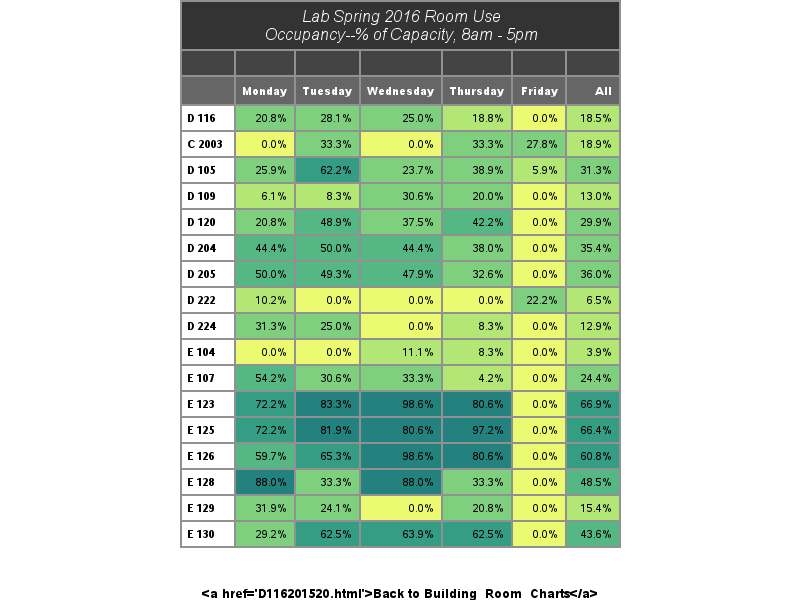 Lab Spring 2016 Room Use
Occupancy--% of Capacity, 8am - 5pm
Monday Tuesday Wednesday Thursday Friday All
D 116 20.8% 28.1% 25.0% 18.8% 0.0% 18.5%
C 2003 0.0% 33.3% 0.0% 33.3% 27.8% 18.9%
D 105 25.9% 62.2% 23.7% 38.9% 5.9% 31.3%
D 109 6.1% 8.3% 30.6% 20.0% 0.0% 13.0%
D 120 20.8% 48.9% 37.5% 42.2% 0.0% 29.9%
D 204 44.4% 50.0% 44.4% 38.0% 0.0% 35.4%
D 205 50.0% 49.3% 47.9% 32.6% 0.0% 36.0%
D 222 10.2% 0.0% 0.0% 0.0% 22.2% 6.5%
D 224 31.3% 25.0% 0.0% 8.3% 0.0% 12.9%
E 104 0.0% 0.0% 11.1% 8.3% 0.0% 3.9%
E 107 54.2% 30.6% 33.3% 4.2% 0.0% 24.4%
E 123 72.2% 83.3% 98.6% 80.6% 0.0% 66.9%
E 125 72.2% 81.9% 80.6% 97.2% 0.0% 66.4%
E 126 59.7% 65.3% 98.6% 80.6% 0.0% 60.8%
E 128 88.0% 33.3% 88.0% 33.3% 0.0% 48.5%
E 129 31.9% 24.1% 0.0% 20.8% 0.0% 15.4%
E 130 29.2% 62.5% 63.9% 62.5% 0.0% 43.6%
<a href='D116201520.html'>Back to Building_Room_Charts</a>